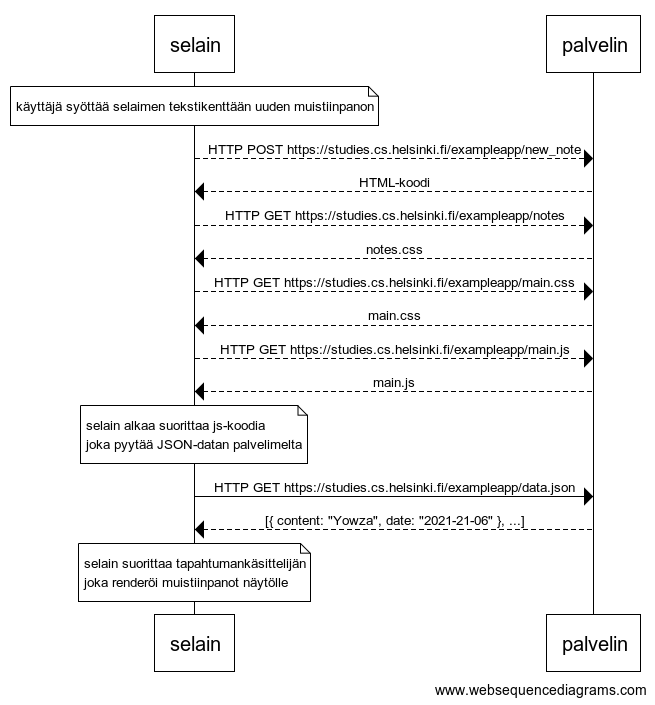 selain
palvelin
käyttäjä syöttää selaimen tekstikenttään uuden muistiinpanon
HTTP POST https://studies.cs.helsinki.fi/exampleapp/new_note
HTML-koodi
HTTP GET https://studies.cs.helsinki.fi/exampleapp/notes
notes.css
HTTP GET https://studies.cs.helsinki.fi/exampleapp/main.css
main.css
HTTP GET https://studies.cs.helsinki.fi/exampleapp/main.js
main.js
selain alkaa suorittaa js-koodia
joka pyytää JSON-datan palvelimelta
HTTP GET https://studies.cs.helsinki.fi/exampleapp/data.json
[{ content: "Yowza", date: "2021-21-06" }, ...]
selain suorittaa tapahtumankäsittelijän
joka renderöi muistiinpanot näytölle
selain
palvelin
www.websequencediagrams.com